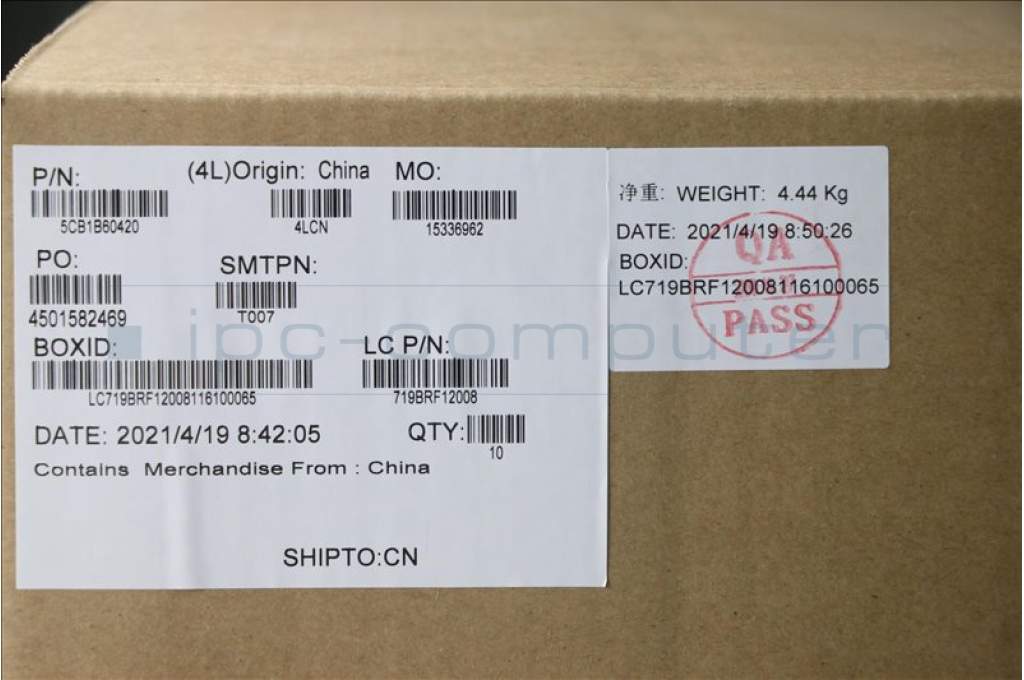 P/N:
(4L)Origin: China
MO:
5CB1B60420
4LCN
15336962
PO:
SMTPN:
4501582469
T007
BOXID:
LC P/N:
LC719BRF12008116100065
719BRF12008
DATE: 2021/4/19 8:42:05
QTY:
10
Contains Merchandise From : China
SHIPTO:CN
净重: WEIGHT: 4.44 Kg
DATE: 2021/4/19 8:50:26
BOXID:
LC719BRF12008116100065
QA
PASS
ipc-computer